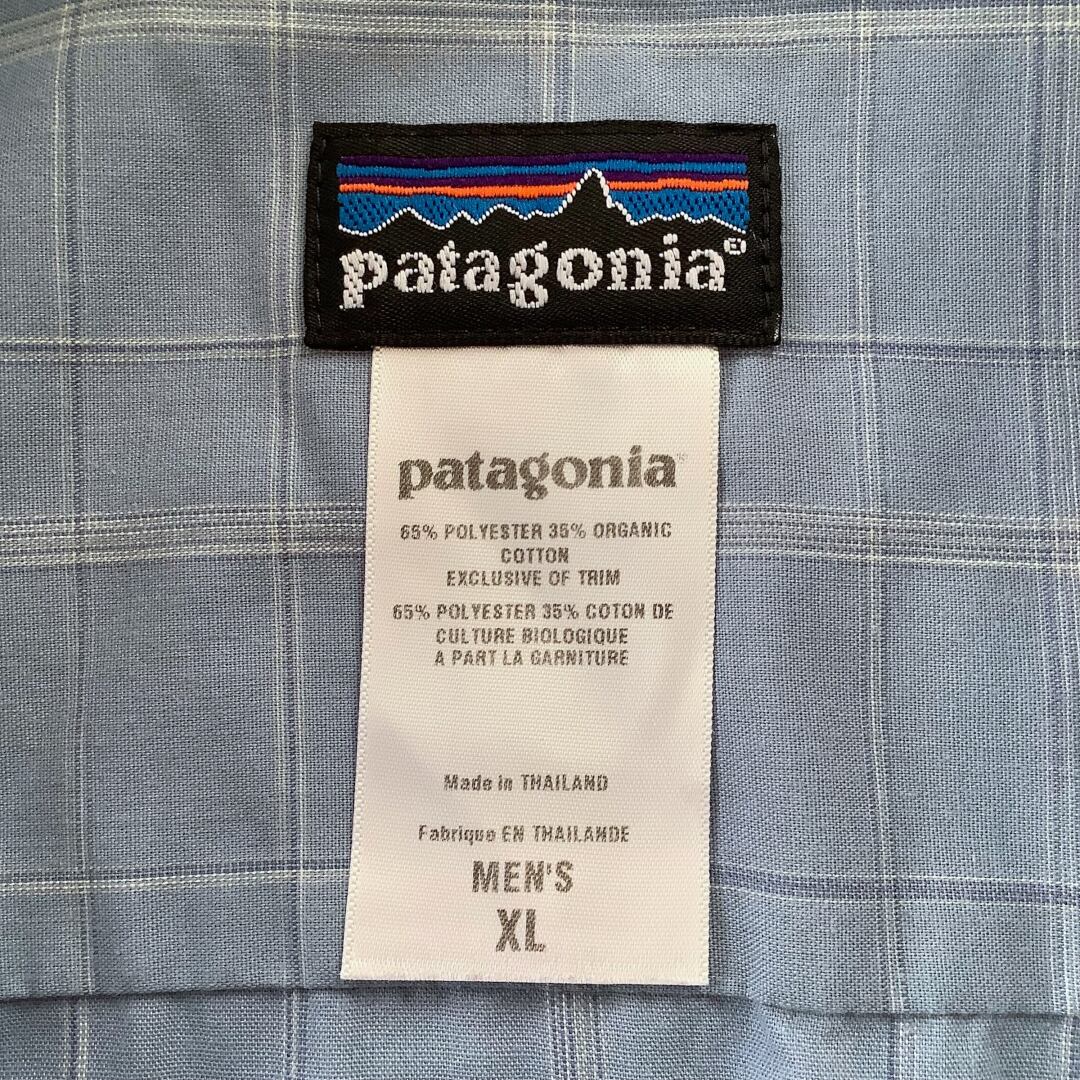 patagonia®
patagonia
65% POLYESTER 35% ORGANIC
COTTON
EXCLUSIVE OF TRIM
65% POLYESTER 35% COTON DE
CULTURE BIOLOGIQUE
A PART LA GARNITURE
Made in THAILAND
Fabrique EN THAILANDE
MEN'S
XL